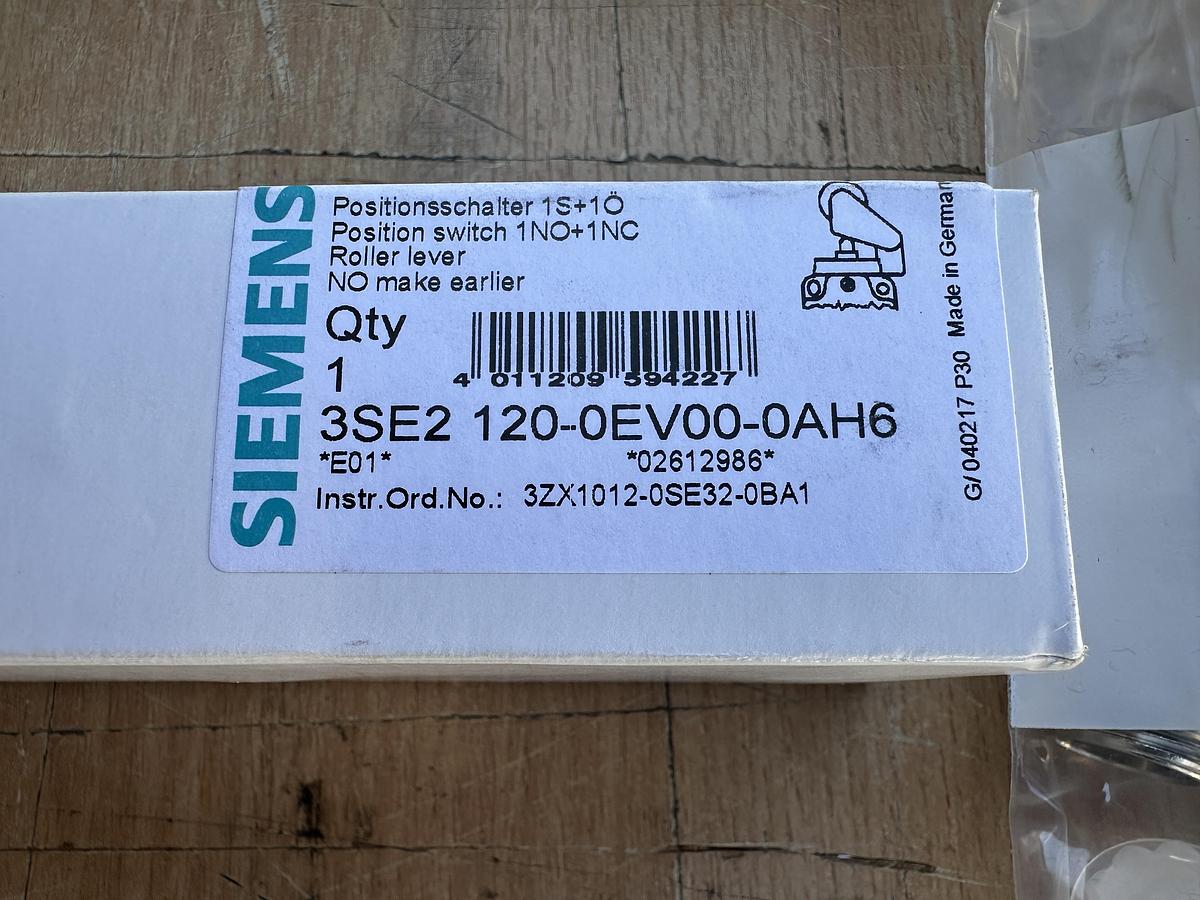 SIEMENS
Positionsschalter 1S+1Ö
Position switch 1NO+1NC
Roller lever
NO make earlier
Qty
1
4 011209 594227
3SE2 120-0EV00-0AH6
*E01* *02612986*
Instr.Ord.No.: 3ZX1012-0SE32-0BA1
G/040217 P30 Made in German